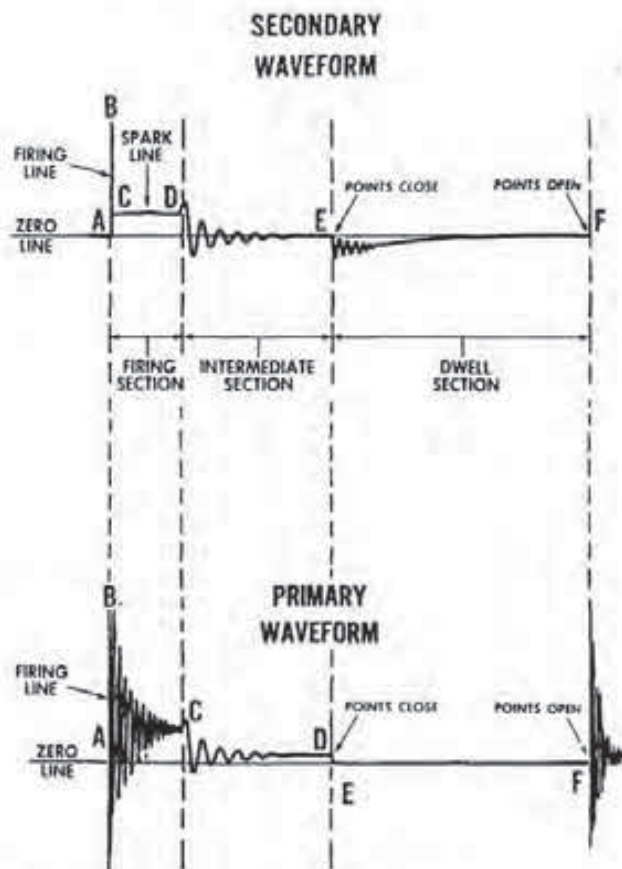 SECONDARY
WAVEFORM
B
FIRING
LINE
SPARK
LINE
C
D
A
ZERO
LINE
E
POINTS CLOSE
POINTS OPEN
F
FIRING
SECTION
INTERMEDIATE
SECTION
DWELL
SECTION
PRIMARY
WAVEFORM
B
FIRING
LINE
C
A
ZERO
LINE
D
POINTS CLOSE
E
POINTS OPEN
F